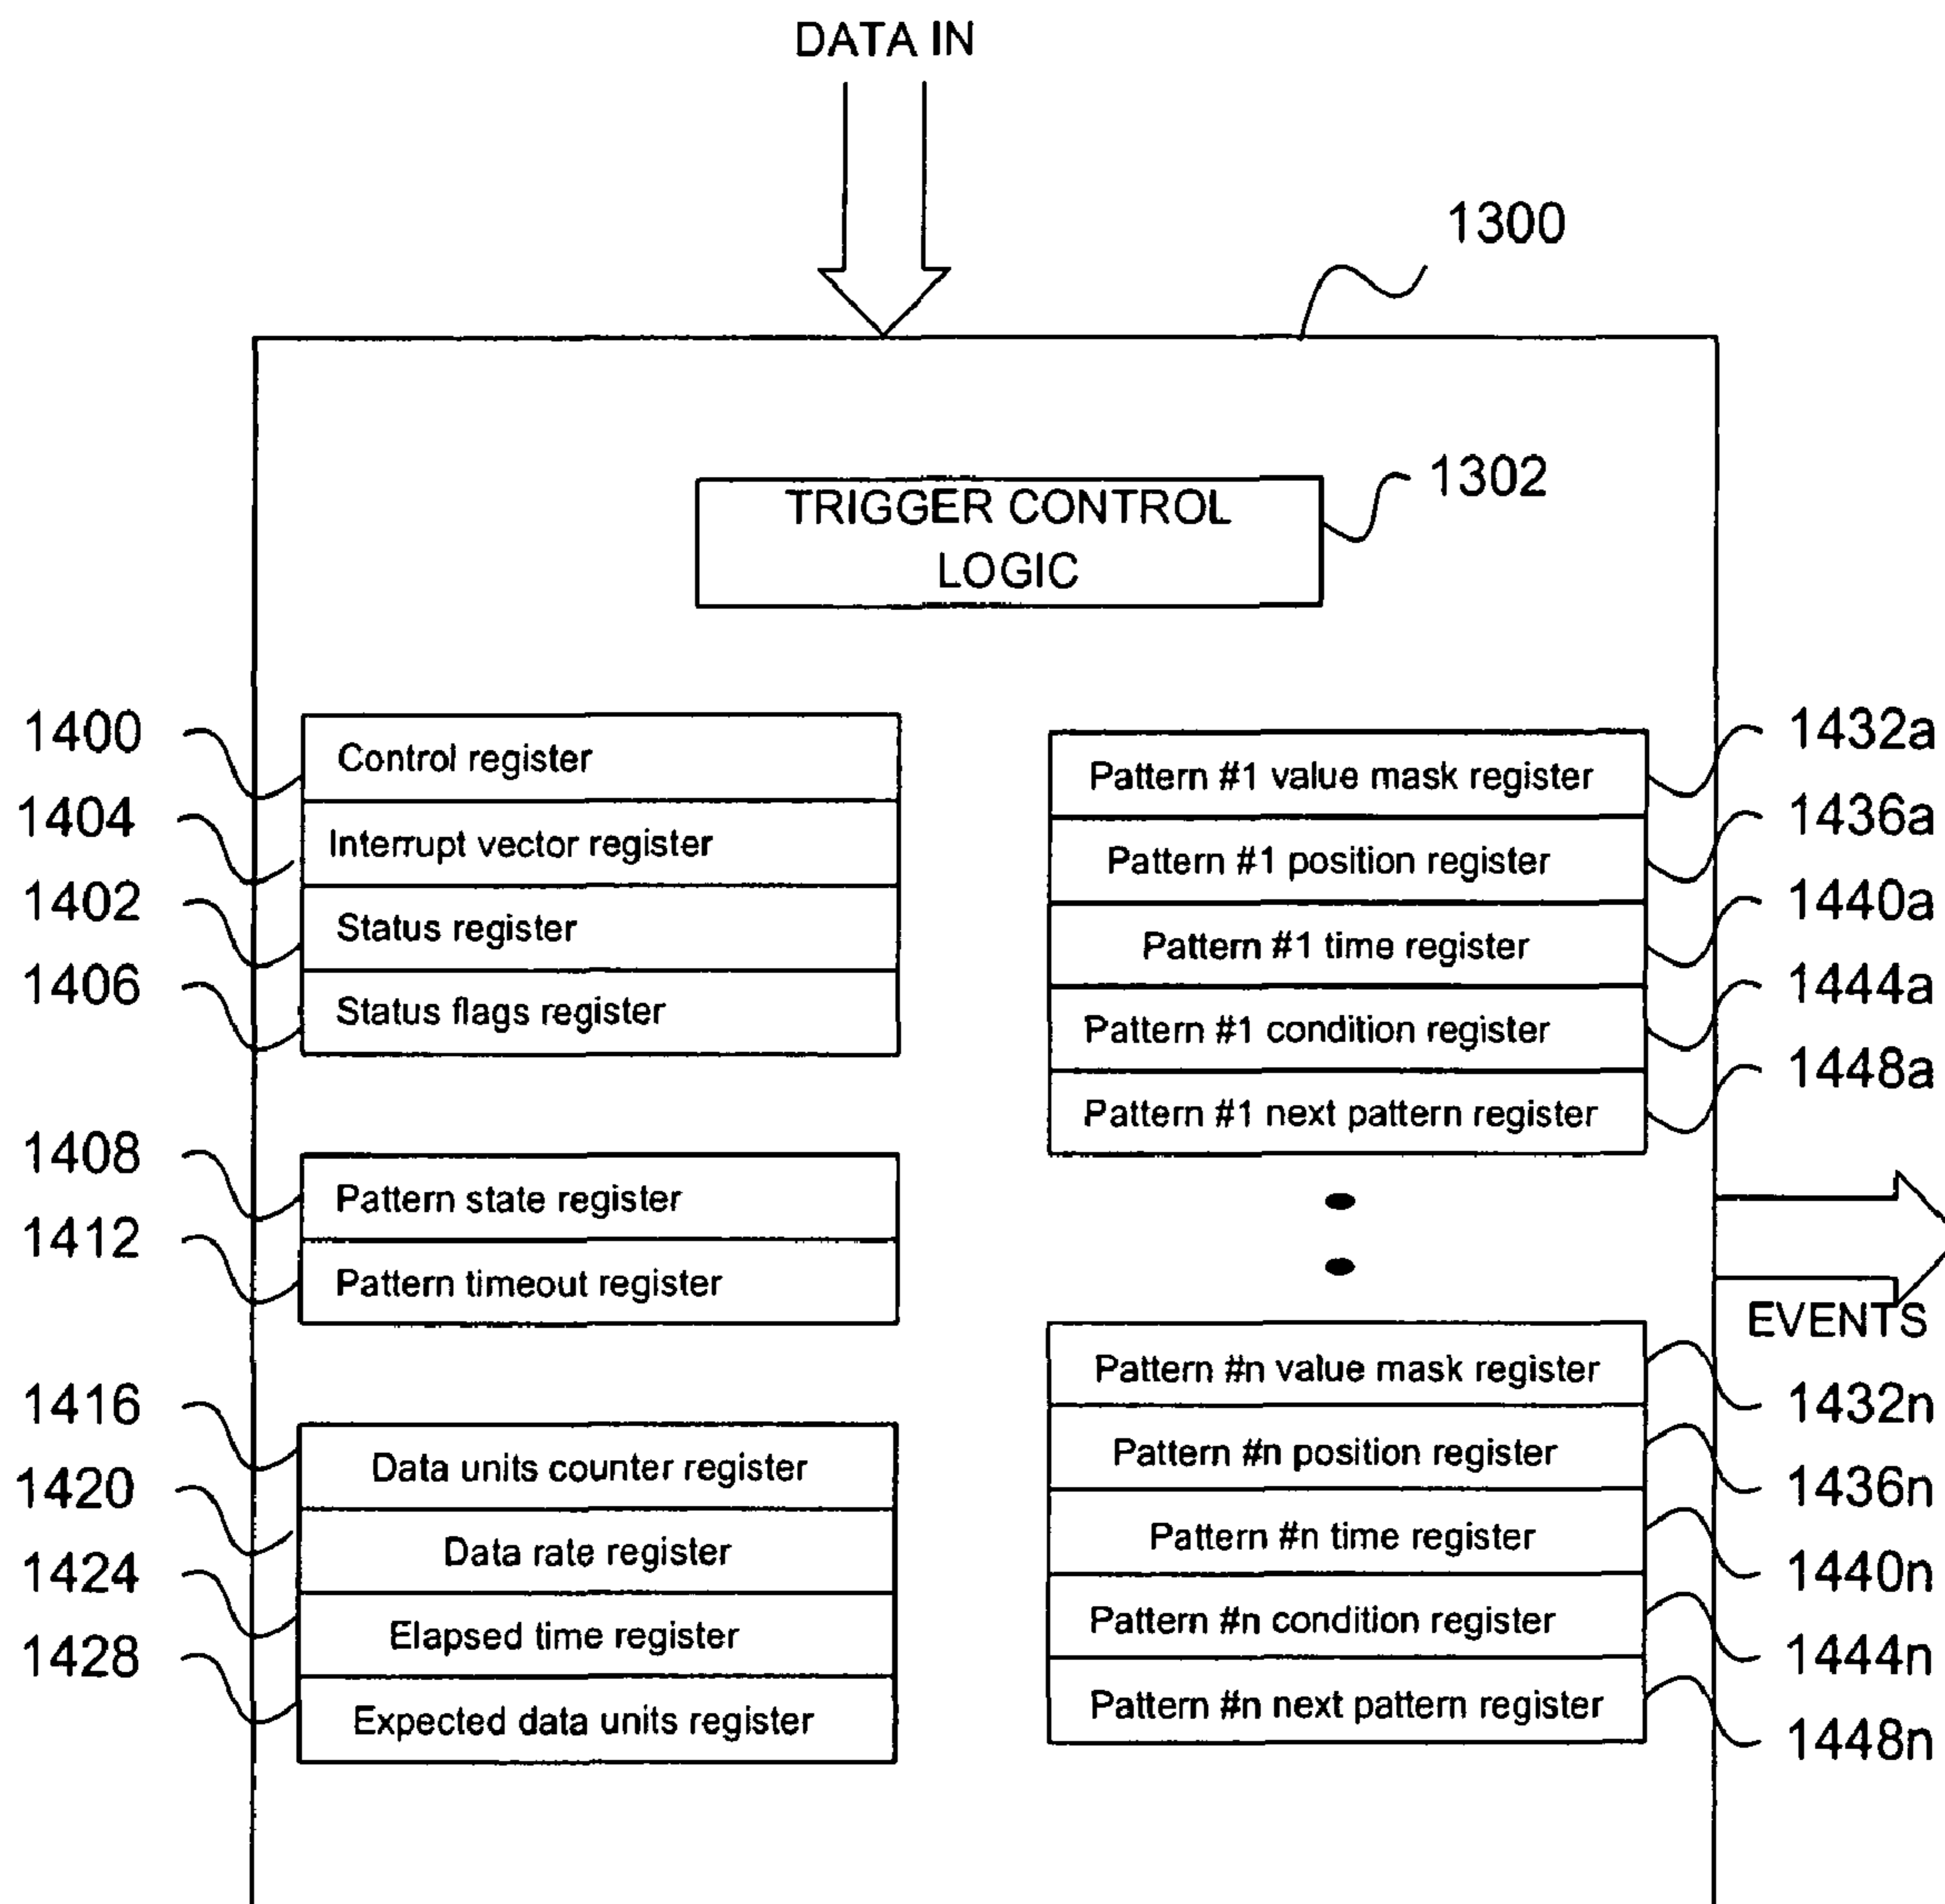 DATA IN
1300
TRIGGER CONTROL
LOGIC
1302
1400
Control register
1404
Interrupt vector register
1402
Status register
1406
Status flags register
1408
Pattern state register
1412
Pattern timeout register
1416
Data units counter register
1420
Data rate register
1424
Elapsed time register
1428
Expected data units register
Pattern #1 value mask register
1432a
Pattern #1 position register
1436a
Pattern #1 time register
1440a
Pattern #1 condition register
1444a
Pattern #1 next pattern register
1448a
EVENTS
Pattern #n value mask register
1432n
Pattern #n position register
1436n
Pattern #n time register
1440n
Pattern #n condition register
1444n
Pattern #n next pattern register
1448n